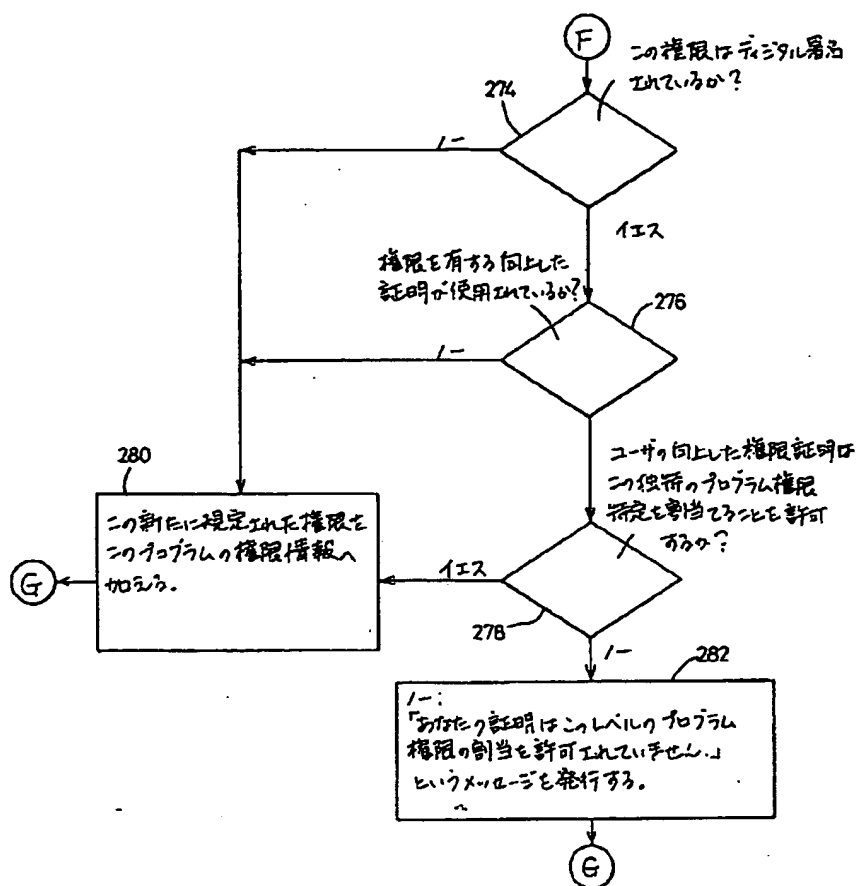 F
この権限はディジタル署名
されているか?
274
ノー
イエス
権限を有する向上した
証明が使用されているか?
276
ノー
ユーザの向上した権限証明は
この独特のプログラム権限
特定を割当てることを許可
するか?
280
この新たに規定された権限を
このプログラムの権限情報へ
加える。
G
イエス
278
ノー
282
ノー:
「あなたの証明はこのレベルのプログラム
権限の割当を許可されていません。」
というメッセージを発行する。
G